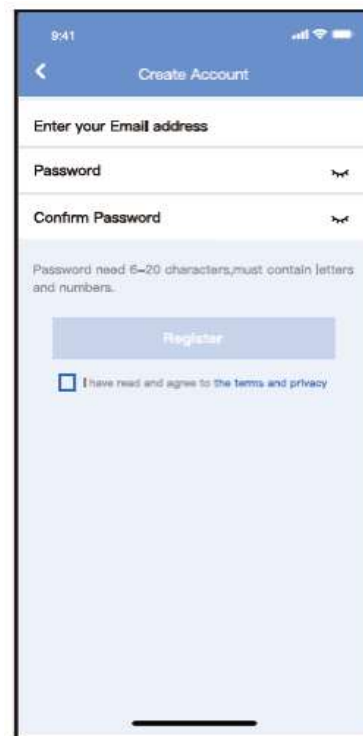 9:41
Create Account
Enter your Email address
Password
Confirm Password
Password need 6-20 characters,must contain letters
and numbers.
Register
I have read and agree to the terms and privacy